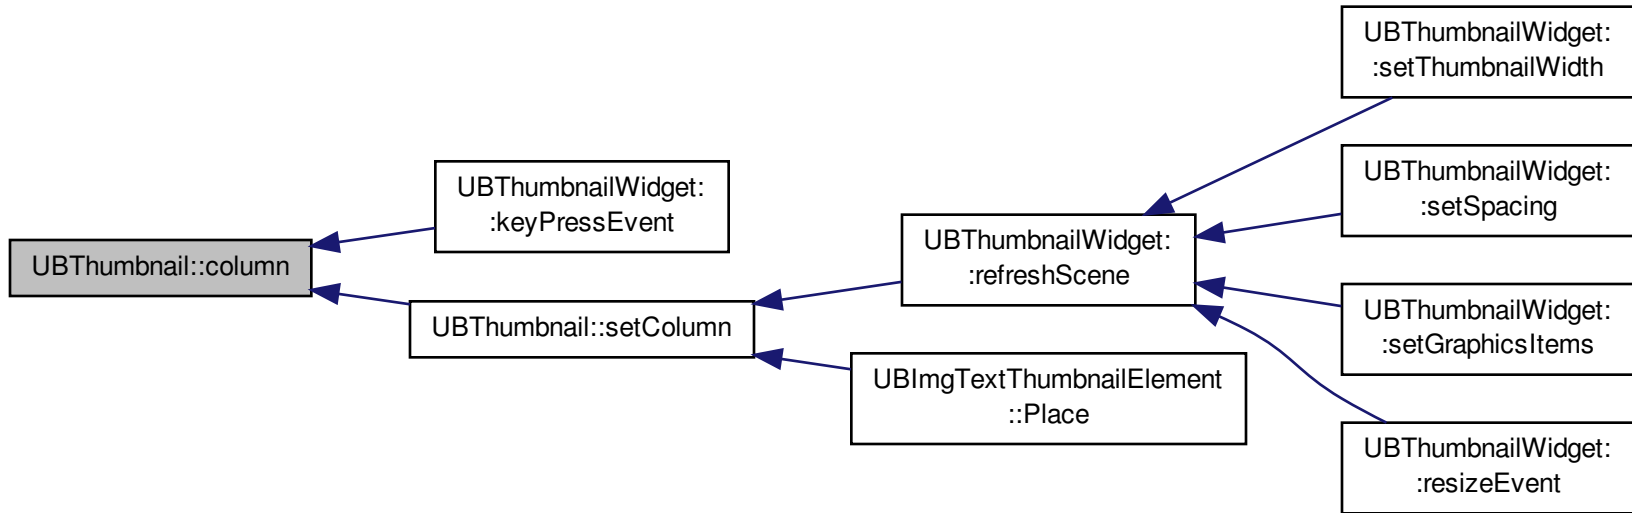 UBThumbnail::column
UBThumbnailWidget:
:keyPressEvent
UBThumbnail::setColumn
UBThumbnailWidget:
:refreshScene
UBImgTextThumbnailElement
::Place
UBThumbnailWidget:
:setThumbnailWidth
UBThumbnailWidget:
:setSpacing
UBThumbnailWidget:
:setGraphicsItems
UBThumbnailWidget:
:resizeEvent